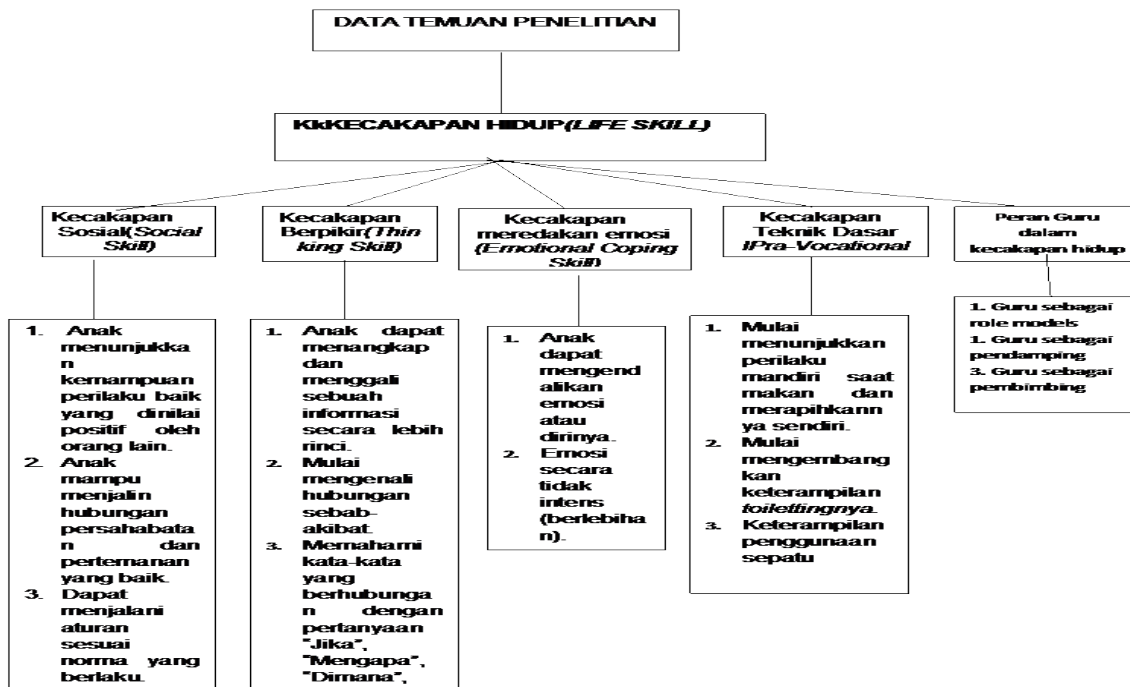 DATA TEMUAN PENELITIAN
KkKECAKAPAN HIDUP(LIFE SKILL)
Kecakapan
Sosial(Social
Skill)
Kecakapan
Berpikir(Thin
king Skill)
Kecakapan
meredakan emosi
(Emotional Coping
Skill)
Kecakapan
Teknik Dasar
/Pra-Vocational
Peran Guru
dalam
kecakapan hidup
1. Anak
menunjukka
n
kemampuan
perilaku baik
yang dinilai
positif oleh
orang lain.
2. Anak
mampu
menjalin
hubungan
persahabata
n dan
pertemanan
yang baik.
3. Dapat
menjalani
aturan
sesuai
norma yang
berlaku.
1. Anak dapat
menangkap
dan
menggali
sebuah
informasi
secara lebih
rinci.
2. Mulai
mengenali
hubungan
sebab-
akibat.
3. Memahami
kata-kata
yang
berhubunga
n dengan
pertanyaan
"Jika",
"Mengapa",
"Dimana",
1. Anak
dapat
mengend
alikan
emosi
atau
dirinya.
2. Emosi
secara
tidak
intens
(berlebiha
n).
1. Mulai
menunjukkan
perilaku
mandiri saat
makan dan
merapihkann
ya sendiri.
2. Mulai
mengembang
kan
keterampilan
toilettingnya.
3. Keterampilan
penggunaan
sepatu
1. Guru sebagai
role models
1. Guru sebagai
pendamping
3. Guru sebagai
pembimbing